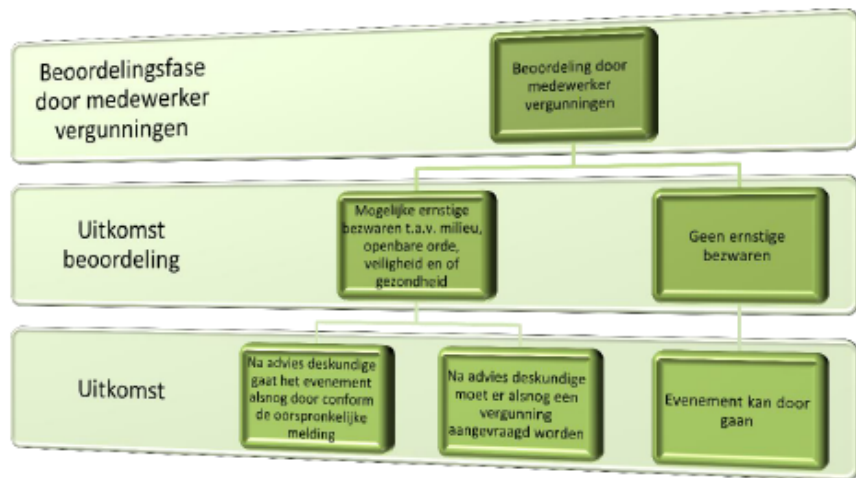 Beoordelingsfase
door medewerker
vergunningen
Beoordeling door
medewerker
vergunningen
Uitkomst
beoordeling
Mogelijke ernstige
bezwaren t.a.v. milieu,
openbare orde,
veiligheid en of
gezondheid
Geen ernstige
bezwaren
Uitkomst
Na advies deskundige
gaat het evenement
alsnog door conform
de oorspronkelijke
melding
Na advies deskundige
moet er alsnog een
vergunning
aangevraagd worden
Evenement kan door
gaan